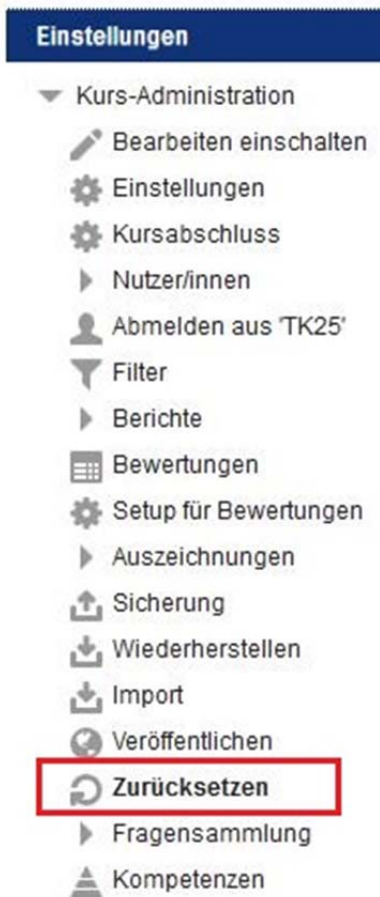 Einstellungen
Kurs-Administration
Bearbeiten einschalten
Einstellungen
Kursabschluss
Nutzer/innen
Abmelden aus 'TK25'
Filter
Berichte
Bewertungen
Setup für Bewertungen
Auszeichnungen
Sicherung
Wiederherstellen
Import
Veröffentlichen
Zurücksetzen
Fragensammlung
Kompetenzen